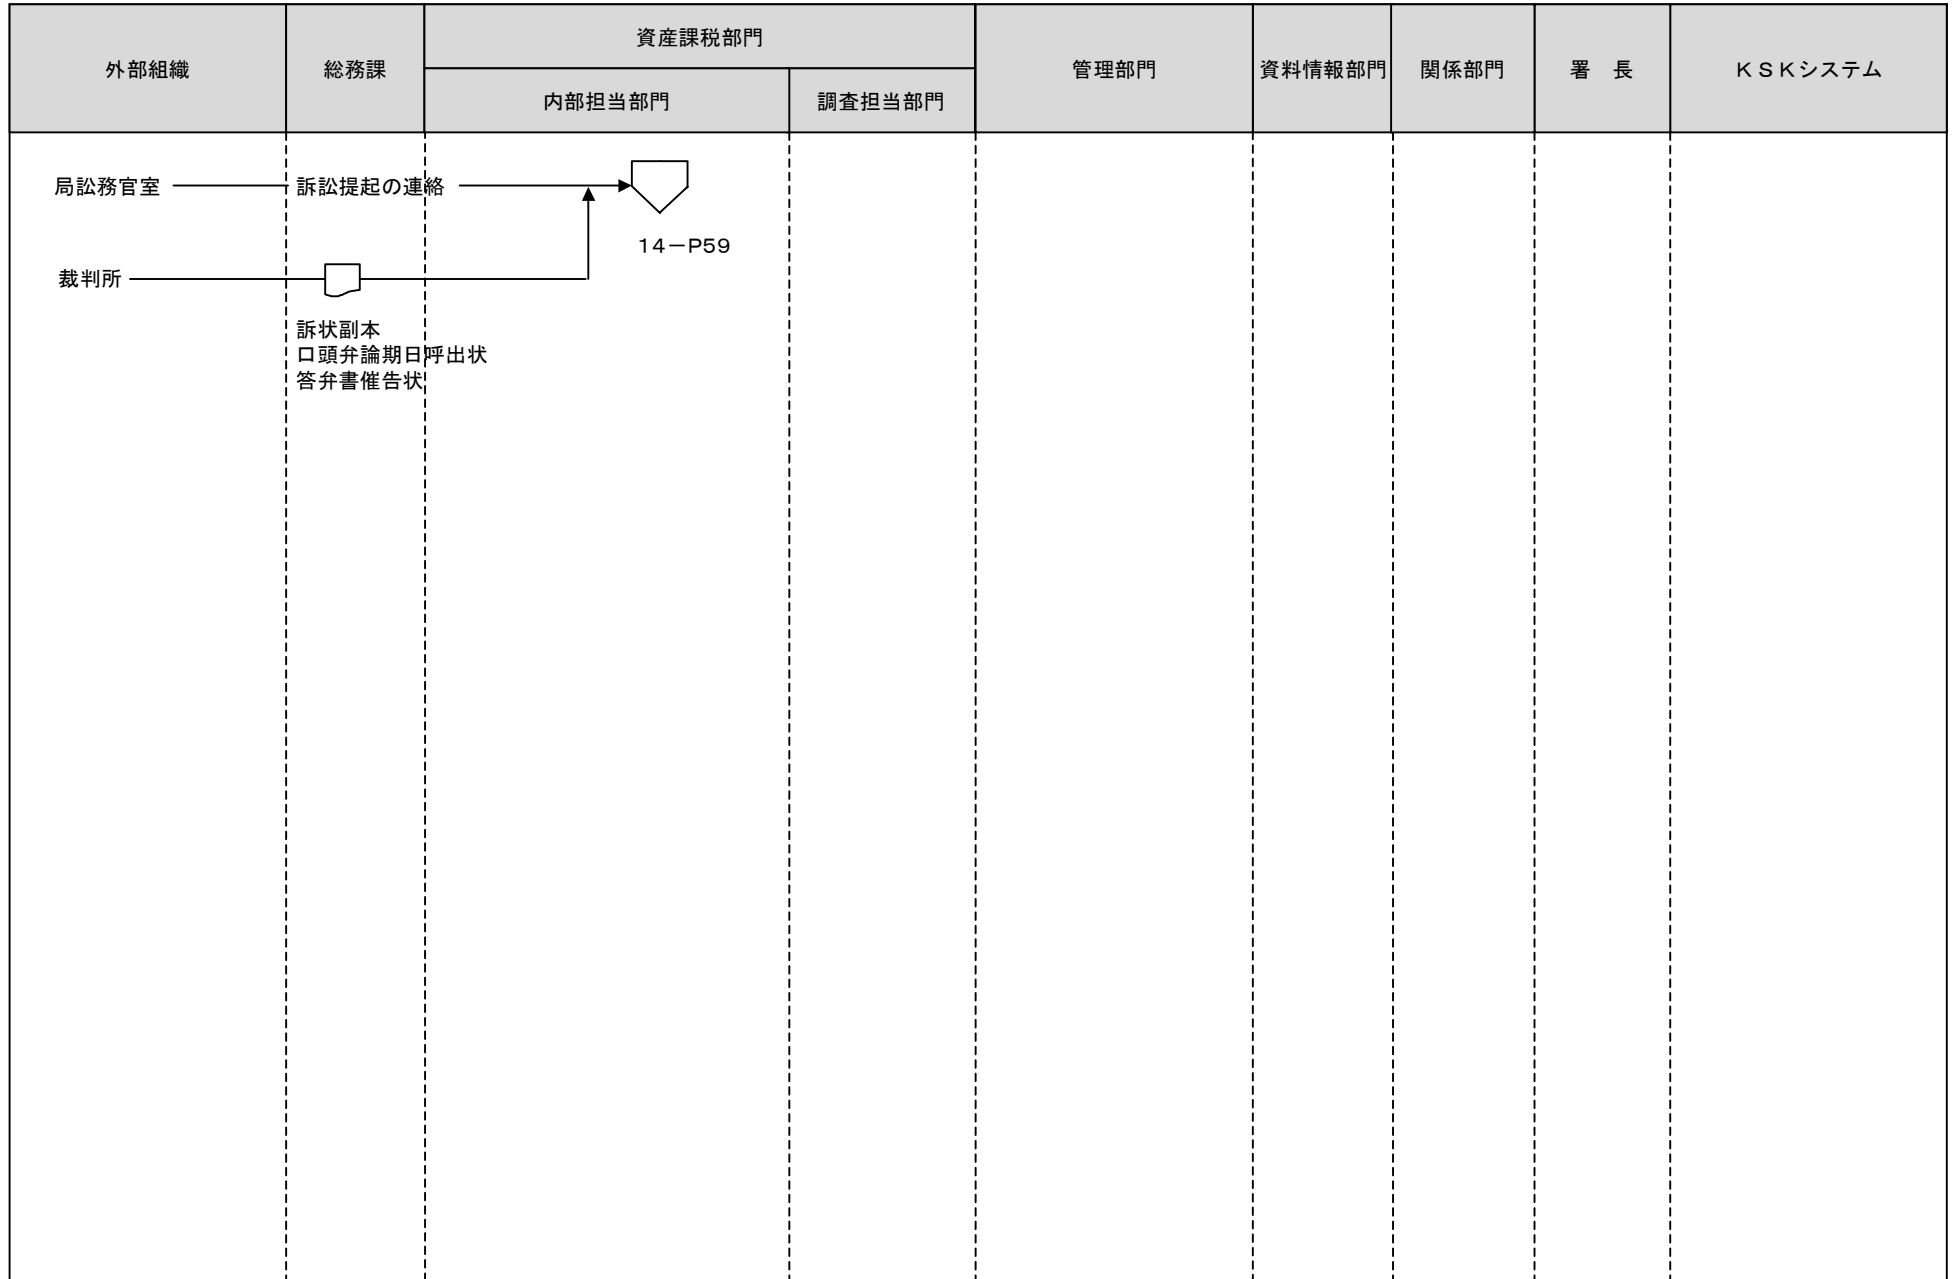 外部組織
総務課
資産課税部門
内部担当部門
調査担当部門
管理部門
資料情報部門
関係部門
署　長
ＫＳＫシステム
局訟務官室
訴訟提起の連絡
14－P59
裁判所
訴状副本
口頭弁論期日呼出状
答弁書催告状